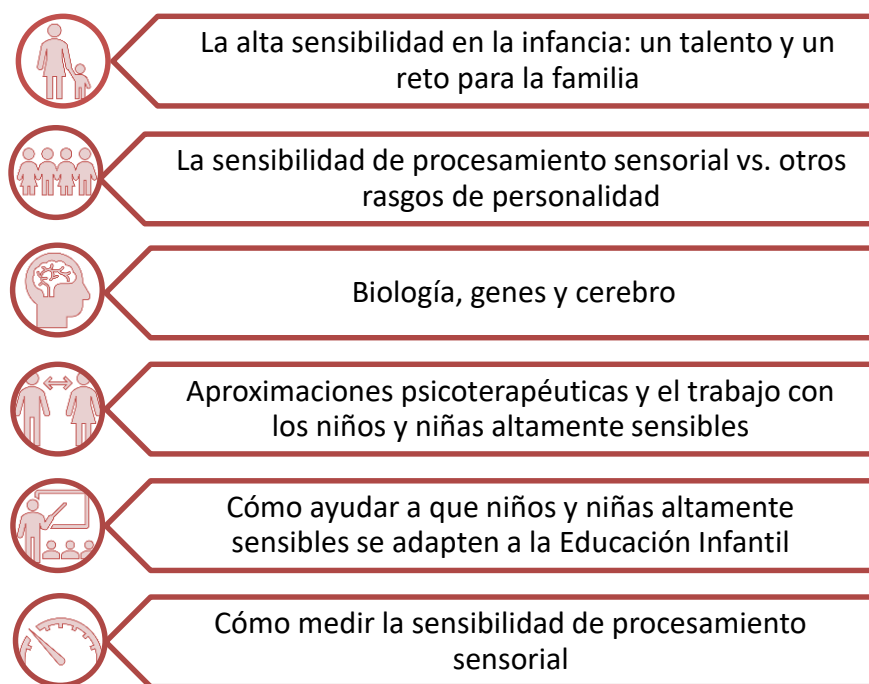 La alta sensibilidad en la infancia: un talento y un
reto para la familia
La sensibilidad de procesamiento sensorial vs. otros
rasgos de personalidad
Biología, genes y cerebro
Aproximaciones psicoterapéuticas y el trabajo con
los niños y niñas altamente sensibles
Cómo ayudar a que niños y niñas altamente
sensibles se adapten a la Educación Infantil
Cómo medir la sensibilidad de procesamiento
sensorial